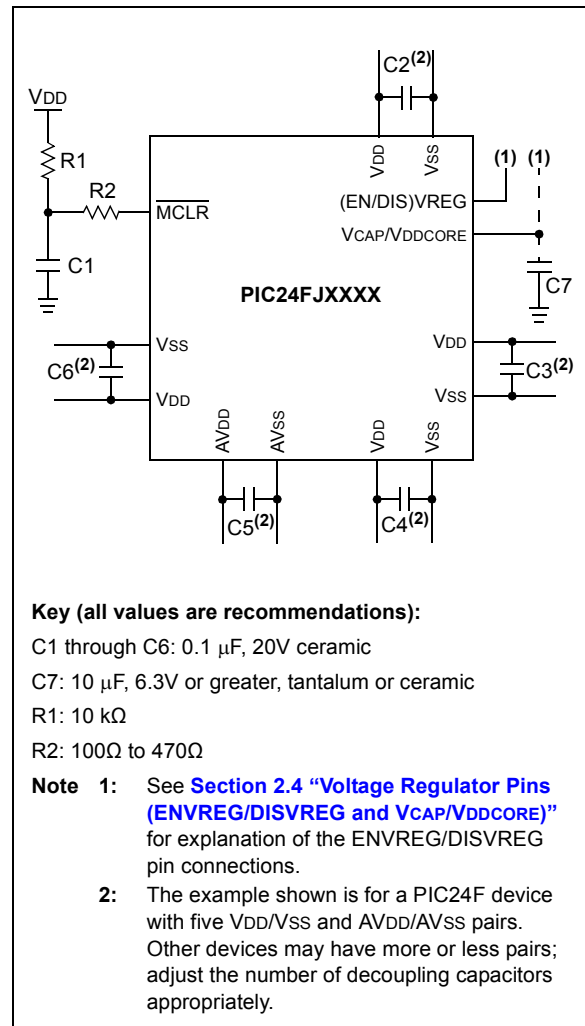 C2(2)
VDD
R1
R2
C1
VDD
VSS
(1) (1)
MCLR
(EN/DIS)VREG
VCAP/VDDCORE
C7
PIC24FJXXXX
VSS
VDD
C6(2)
VDD
VSS
C3(2)
AVDD
AVSS
VDD
VSS
C5(2)
C4(2)
Key (all values are recommendations):
C1 through C6: 0.1 μF, 20V ceramic
C7: 10 μF, 6.3V or greater, tantalum or ceramic
R1: 10 kΩ
R2: 100Ω to 470Ω
Note 1: See Section 2.4 “Voltage Regulator Pins
(ENVREG/DISVREG and VCAP/VDDCORE)”
for explanation of the ENVREG/DISVREG
pin connections.
2: The example shown is for a PIC24F device
with five VDD/VSS and AVDD/AVSS pairs.
Other devices may have more or less pairs;
adjust the number of decoupling capacitors
appropriately.